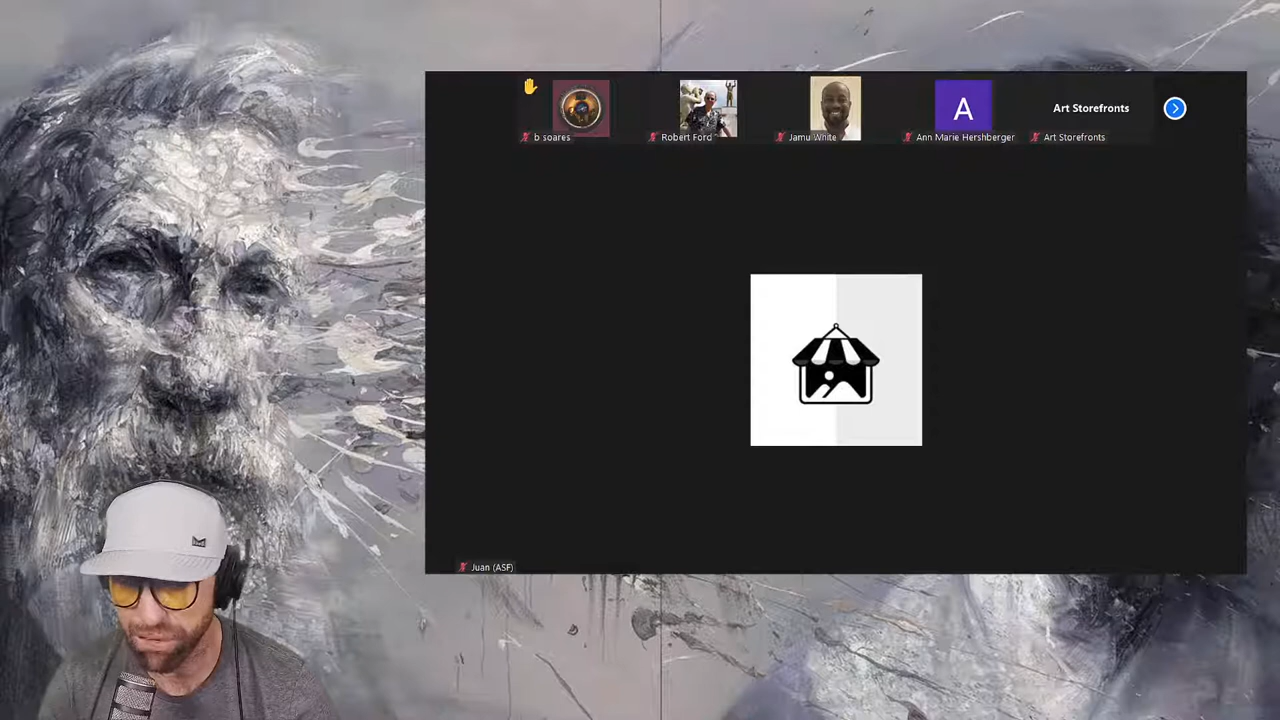 Art Storefronts
b soares
Robert Ford
Jamu White
Ann Marie Hershberger
Art Storefronts
A
Juan (ASF)